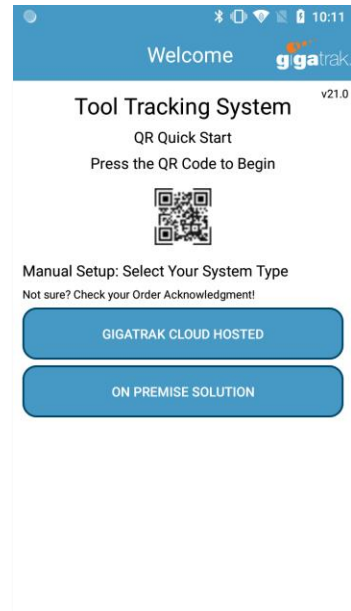 10:11
Welcome
gigatrak.
v21.0
Tool Tracking System
QR Quick Start
Press the QR Code to Begin
Manual Setup: Select Your System Type
Not sure? Check your Order Acknowledgment!
GIGATRAK CLOUD HOSTED
ON PREMISE SOLUTION